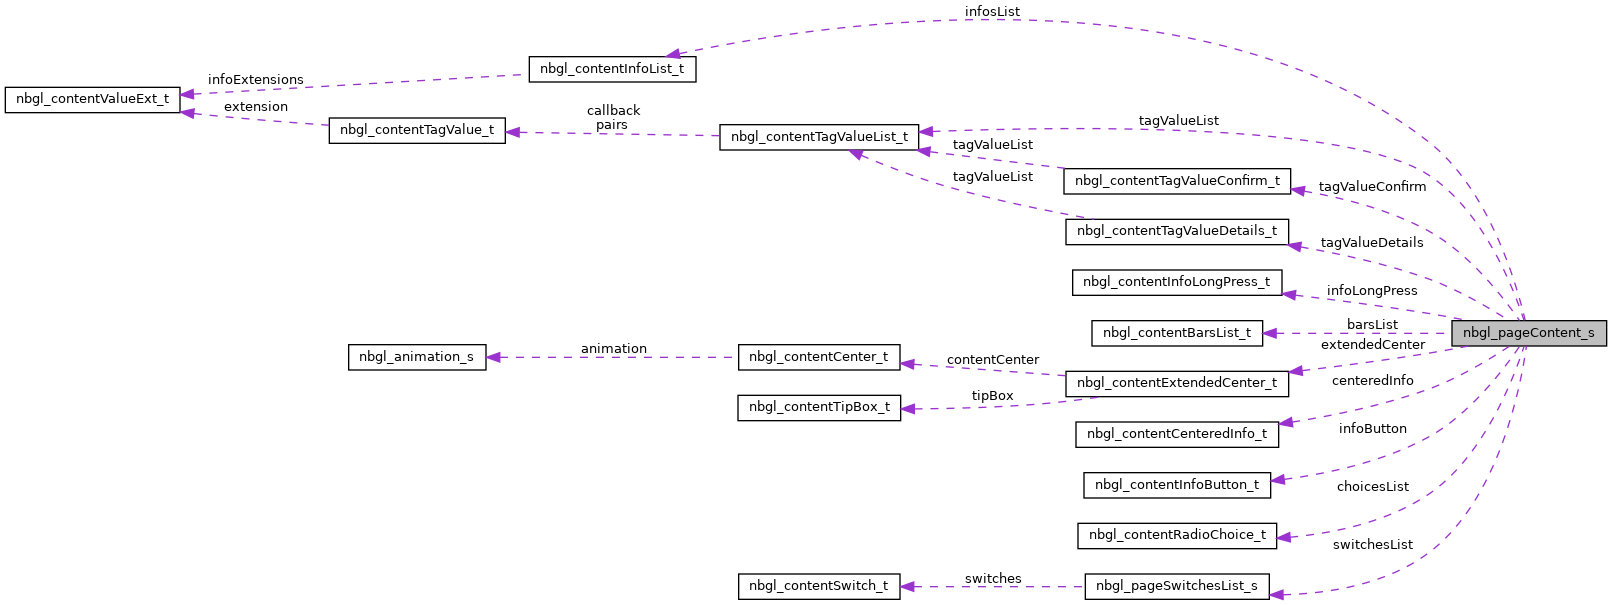 infosList
nbgl_contentInfoList_t
infoExtensions
nbgl_contentValueExt_t
extension
callback
pairs
nbgl_contentTagValue_t
nbgl_contentTagValueList_t
tagValueList
tagValueList
tagValueList
nbgl_contentTagValueConfirm_t
tagValueConfirm
nbgl_contentTagValueDetails_t
tagValueDetails
nbgl_contentInfoLongPress_t
infoLongPress
nbgl_contentBarsList_t
barsList
nbgl_pageContent_s
extendedCenter
nbgl_animation_s
animation
nbgl_contentCenter_t
contentCenter
nbgl_contentExtendedCenter_t
centeredInfo
nbgl_contentTipBox_t
tipBox
nbgl_contentCenteredInfo_t
infoButton
nbgl_contentInfoButton_t
choicesList
nbgl_contentRadioChoice_t
switchesList
nbgl_contentSwitch_t
switches
nbgl_pageSwitchesList_s